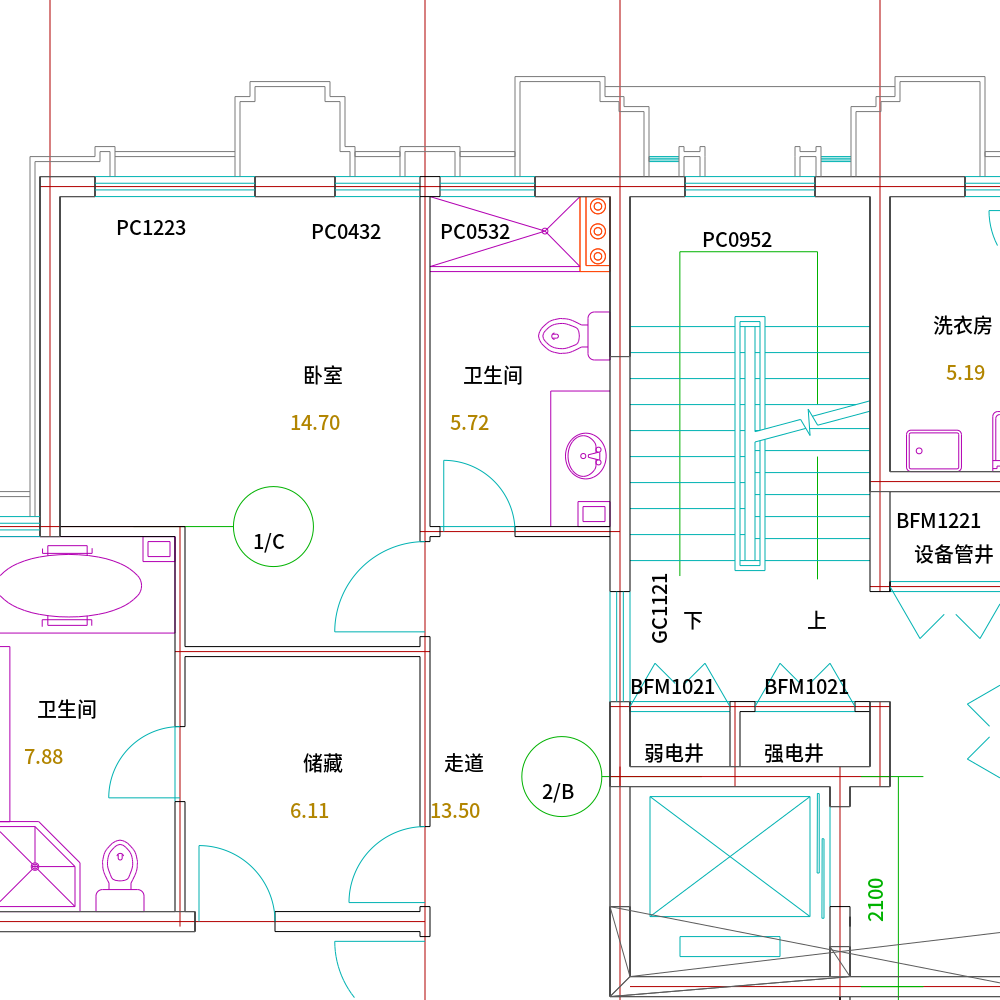 PC1223
PC0432
PC0532
PC0952
洗衣房
5.19
卧室
14.70
卫生间
5.72
BFM1221
设备管井
1/C
GC1121
下
上
BFM1021
BFM1021
卫生间
7.88
储藏
6.11
走道
13.50
弱电井
强电井
2/B
2100